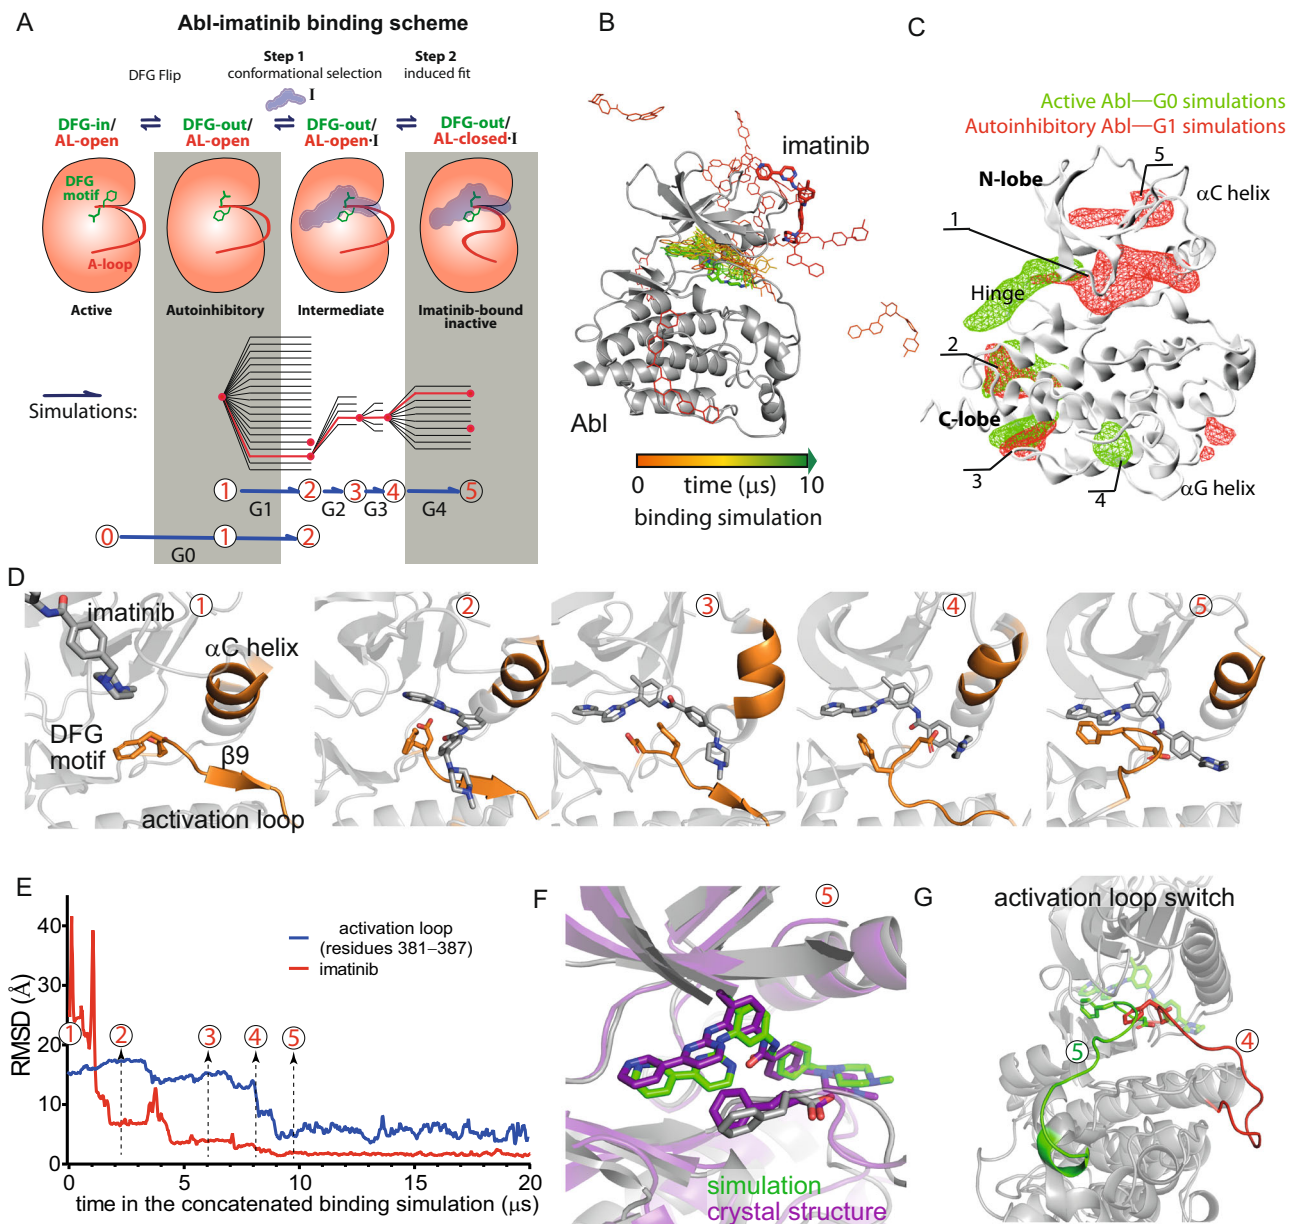 A
Abl-imatinib binding scheme
DFG Flip
Step 1
conformational selection
I
Step 2
induced fit
DFG-in/
AL-open
DFG-out/
AL-open
DFG-out/
AL-open·I
DFG-out/
AL-closed·I
DFG
motif
A-loop
Active
Autoinhibitory
Intermediate
Imatinib-bound
inactive
Simulations:
1
2
3
4
5
G1
G2
G3
G4
0
1
2
G0
B
imatinib
Abl
0
time (μs)
10
binding simulation
C
Active Abl—G0 simulations
Autoinhibitory Abl—G1 simulations
N-lobe
5
αC helix
1
Hinge
2
C-lobe
3
4
αG helix
D
imatinib
1
αC helix
DFG
motif
β9
activation loop
2
3
4
5
E
RMSD (Å)
40
30
20
10
0
activation loop
(residues 381–387)
imatinib
1
2
3
4
5
0
5
10
15
20
time in the concatenated binding simulation (μs)
F
5
simulation
crystal structure
G
activation loop switch
5
4